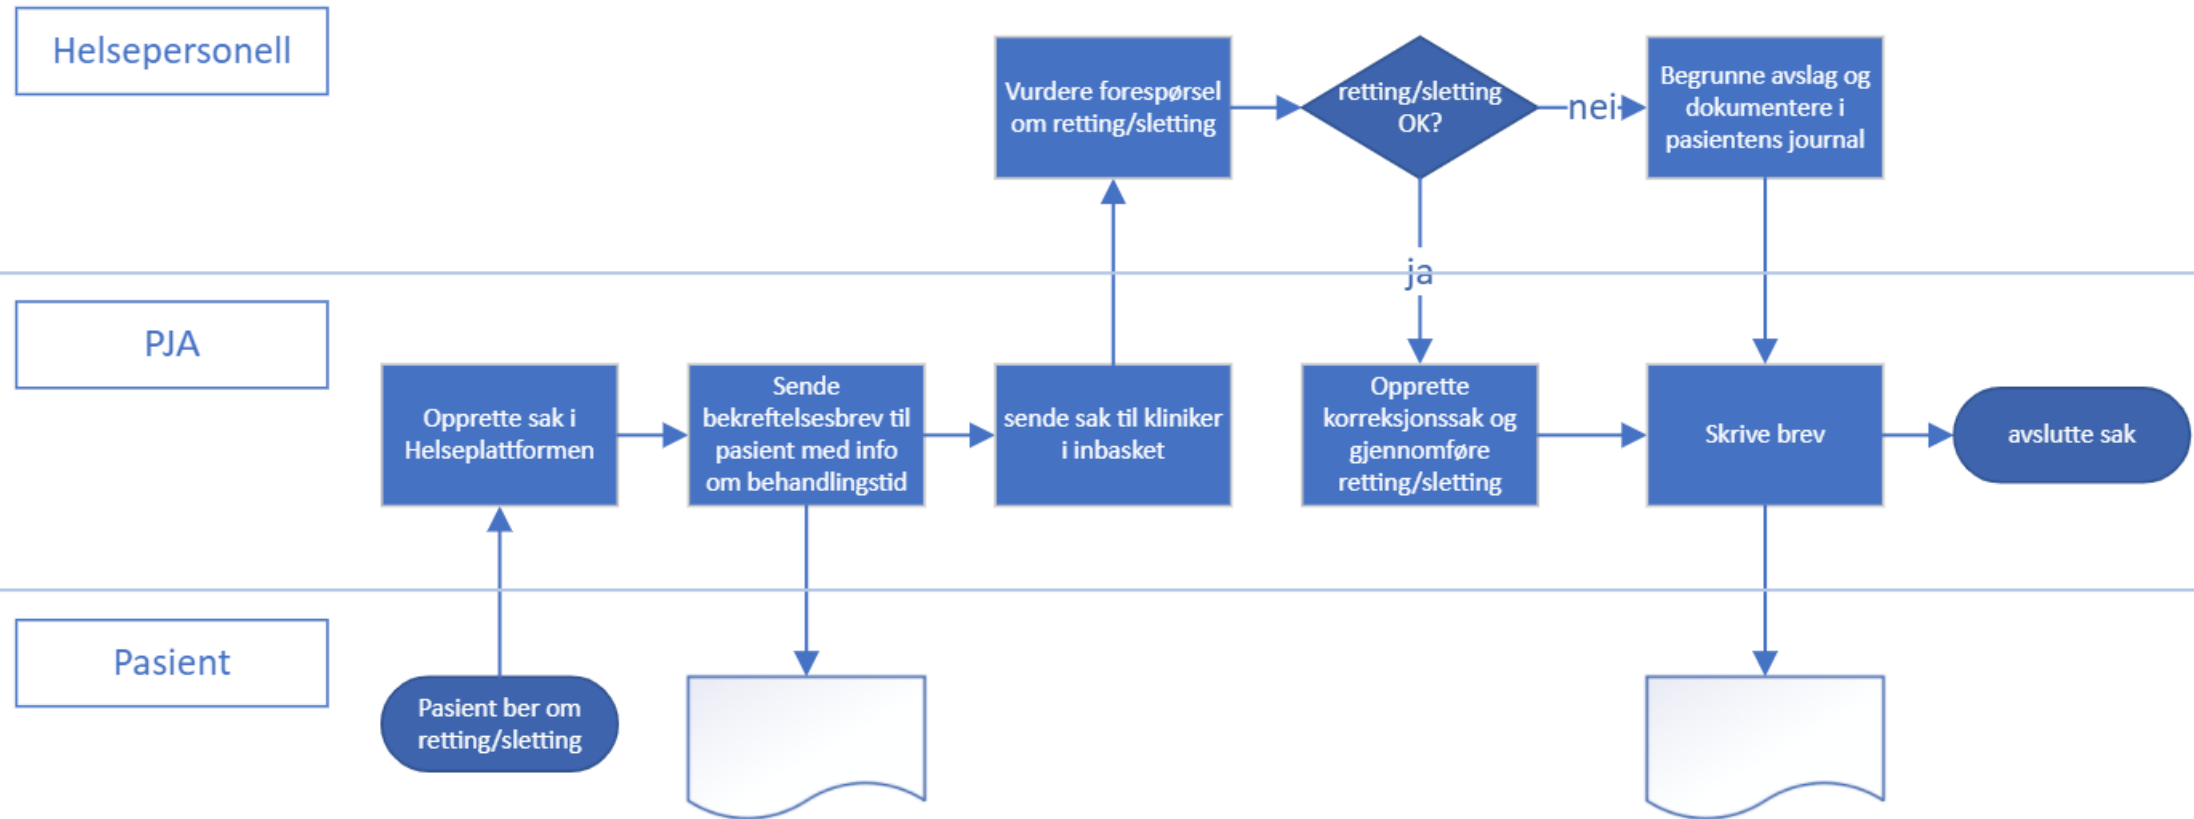 Helsepersonell
Vurdere forespørsel
om retting/sletting
retting/sletting
OK?
nei
Begrunne avslag og
dokumentere i
pasientens journal
ja
PJA
Opprette sak i
Helseplattformen
Sende
bekreftelsesbrev til
pasient med info
om behandlingstid
sende sak til kliniker
i inbasket
Opprette
korreksjonssak og
gjennomføre
retting/sletting
Skrive brev
avslutte sak
Pasient
Pasient ber om
retting/sletting